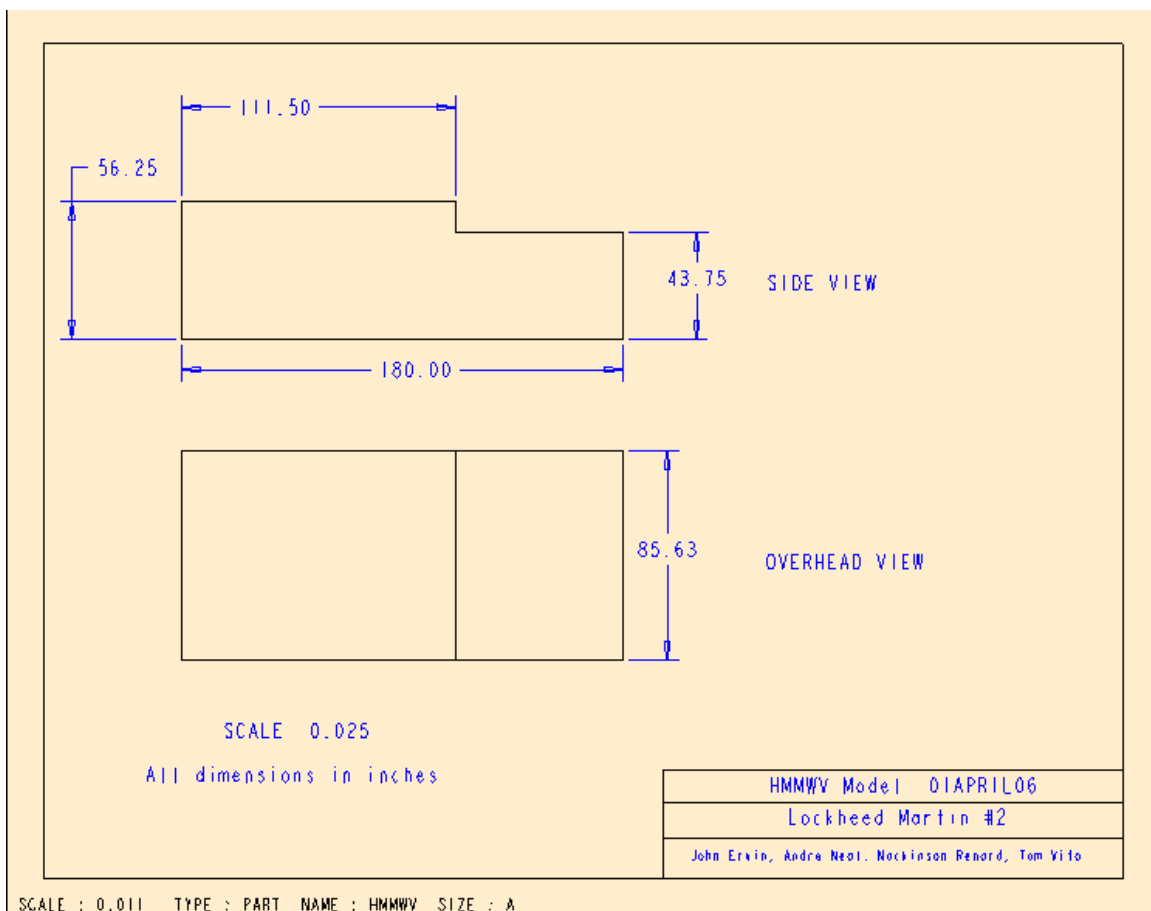 111.50
56.25
43.75
SIDE VIEW
180.00
85.63
OVERHEAD VIEW
SCALE 0.025
All dimensions in inches
HMMWV Model 01APRIL06
Lockheed Martin #2
John Erwin, Andre Neal. Nockinson Renard, Tom Vito
SCALE : 0.011 TYPE : PART NAME : HMMWV SIZE : A